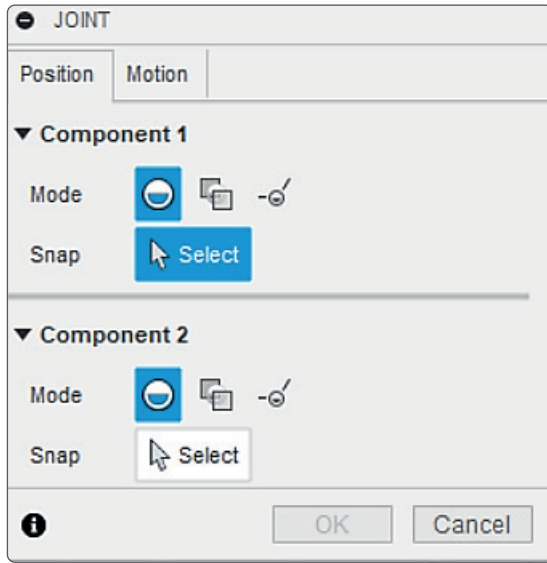 JOINT
Position Motion
Component 1
Mode
Snap Select
Component 2
Mode
Snap Select
OK Cancel